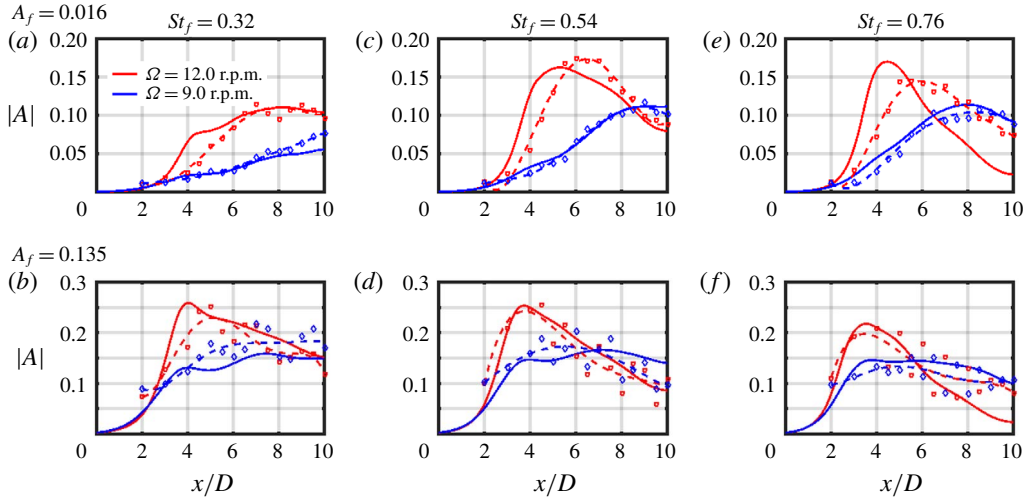 A_f = 0.016
St_f = 0.32
St_f = 0.54
St_f = 0.76
(a)
(c)
(e)
0.20
0.15
0.10
0.05
|A|
Ω = 12.0 r.p.m.
Ω = 9.0 r.p.m.
0 2 4 6 8 10
0.20
0.15
0.10
0.05
0 2 4 6 8 10
0.20
0.15
0.10
0.05
0 2 4 6 8 10
A_f = 0.135
(b)
(d)
(f)
0.3
0.2
0.1
|A|
0 2 4 6 8 10
x/D
0.3
0.2
0.1
0 2 4 6 8 10
x/D
0.3
0.2
0.1
0 2 4 6 8 10
x/D